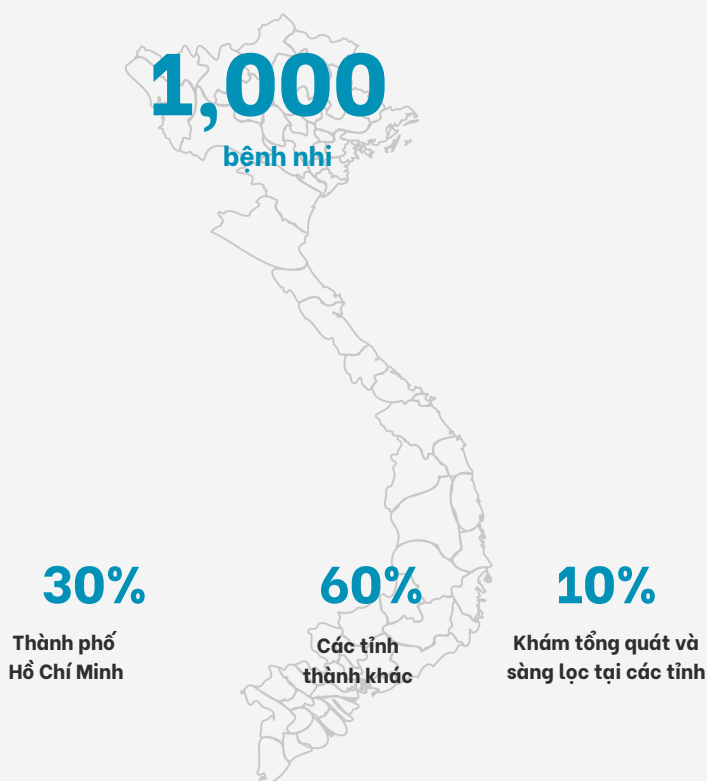 1,000
bệnh nhi
30%
Thành phố
Hồ Chí Minh
60%
Các tỉnh
thành khác
10%
Khám tổng quát và
sàng lọc tại các tỉnh